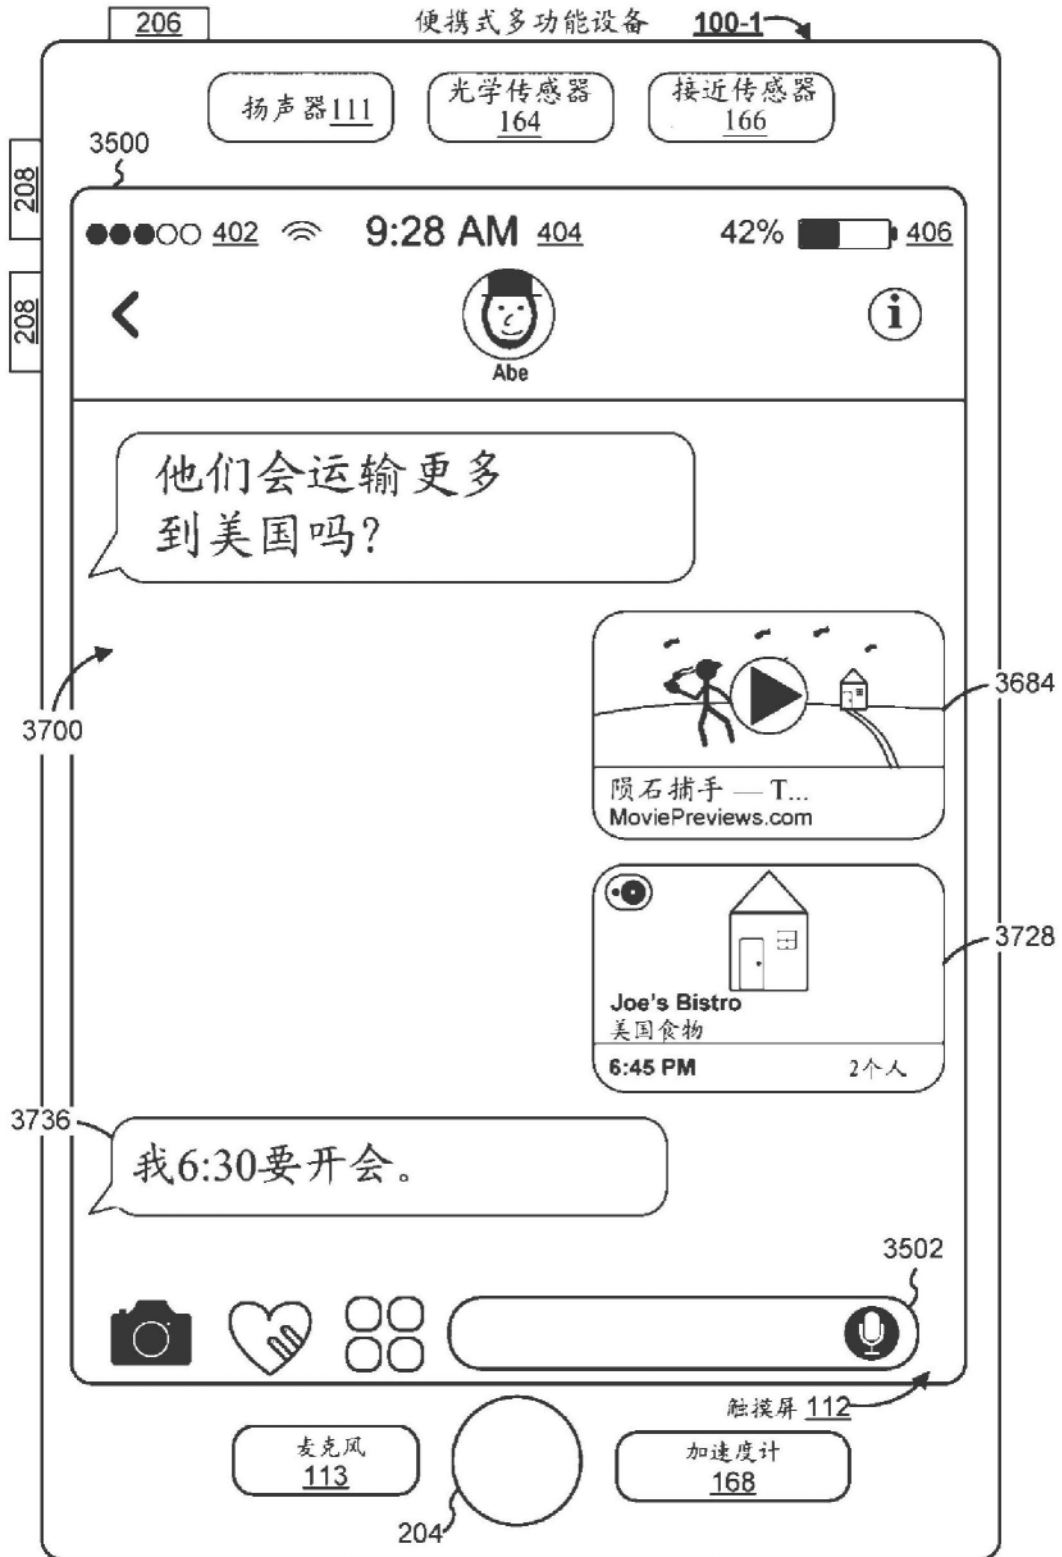 206
便携式多功能设备 100-1
扬声器111
光学传感器
164
接近传感器
166
3500
208
402
9:28 AM 404
42% 406
208
Abe
他们会运输更多
到美国吗?
3684
3700
陨石捕手 — T...
MoviePreviews.com
3728
Joe's Bistro
美国食物
6:45 PM 2个人
3736
我6:30要开会。
3502
触摸屏 112
麦克风
113
加速度计
168
204